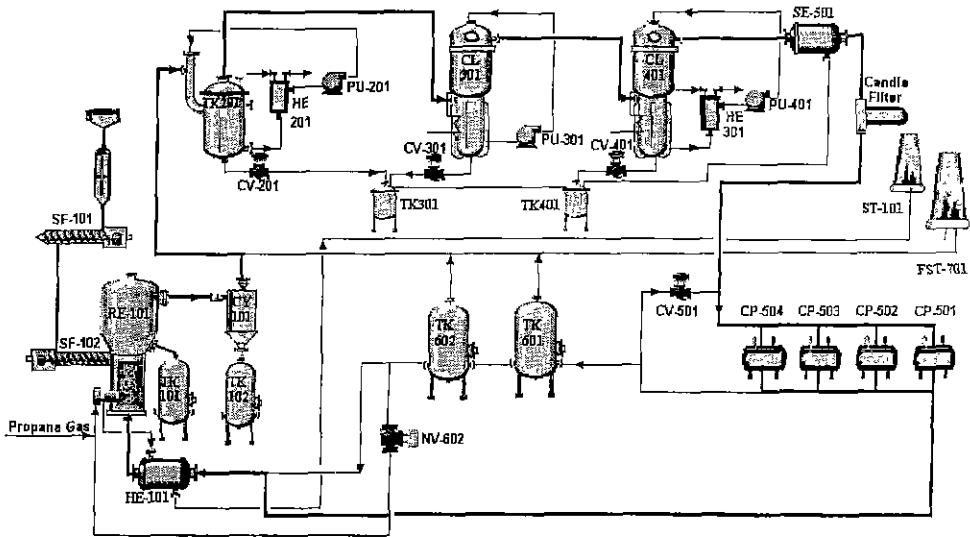 SE-501
CL
301
CL
401
PU-201
HE
201
Candle
Filter
PU-401
HE
301
PU-301
CV-301
CV-401
CV-201
TK301
TK401
ST-101
SF-101
FST-701
RE-101
CY
101
SF-102
TK
602
TK
601
CV-501
CP-504
CP-503
CP-502
CP-501
101
TK
102
Propane Gas
NV-602
HE-101